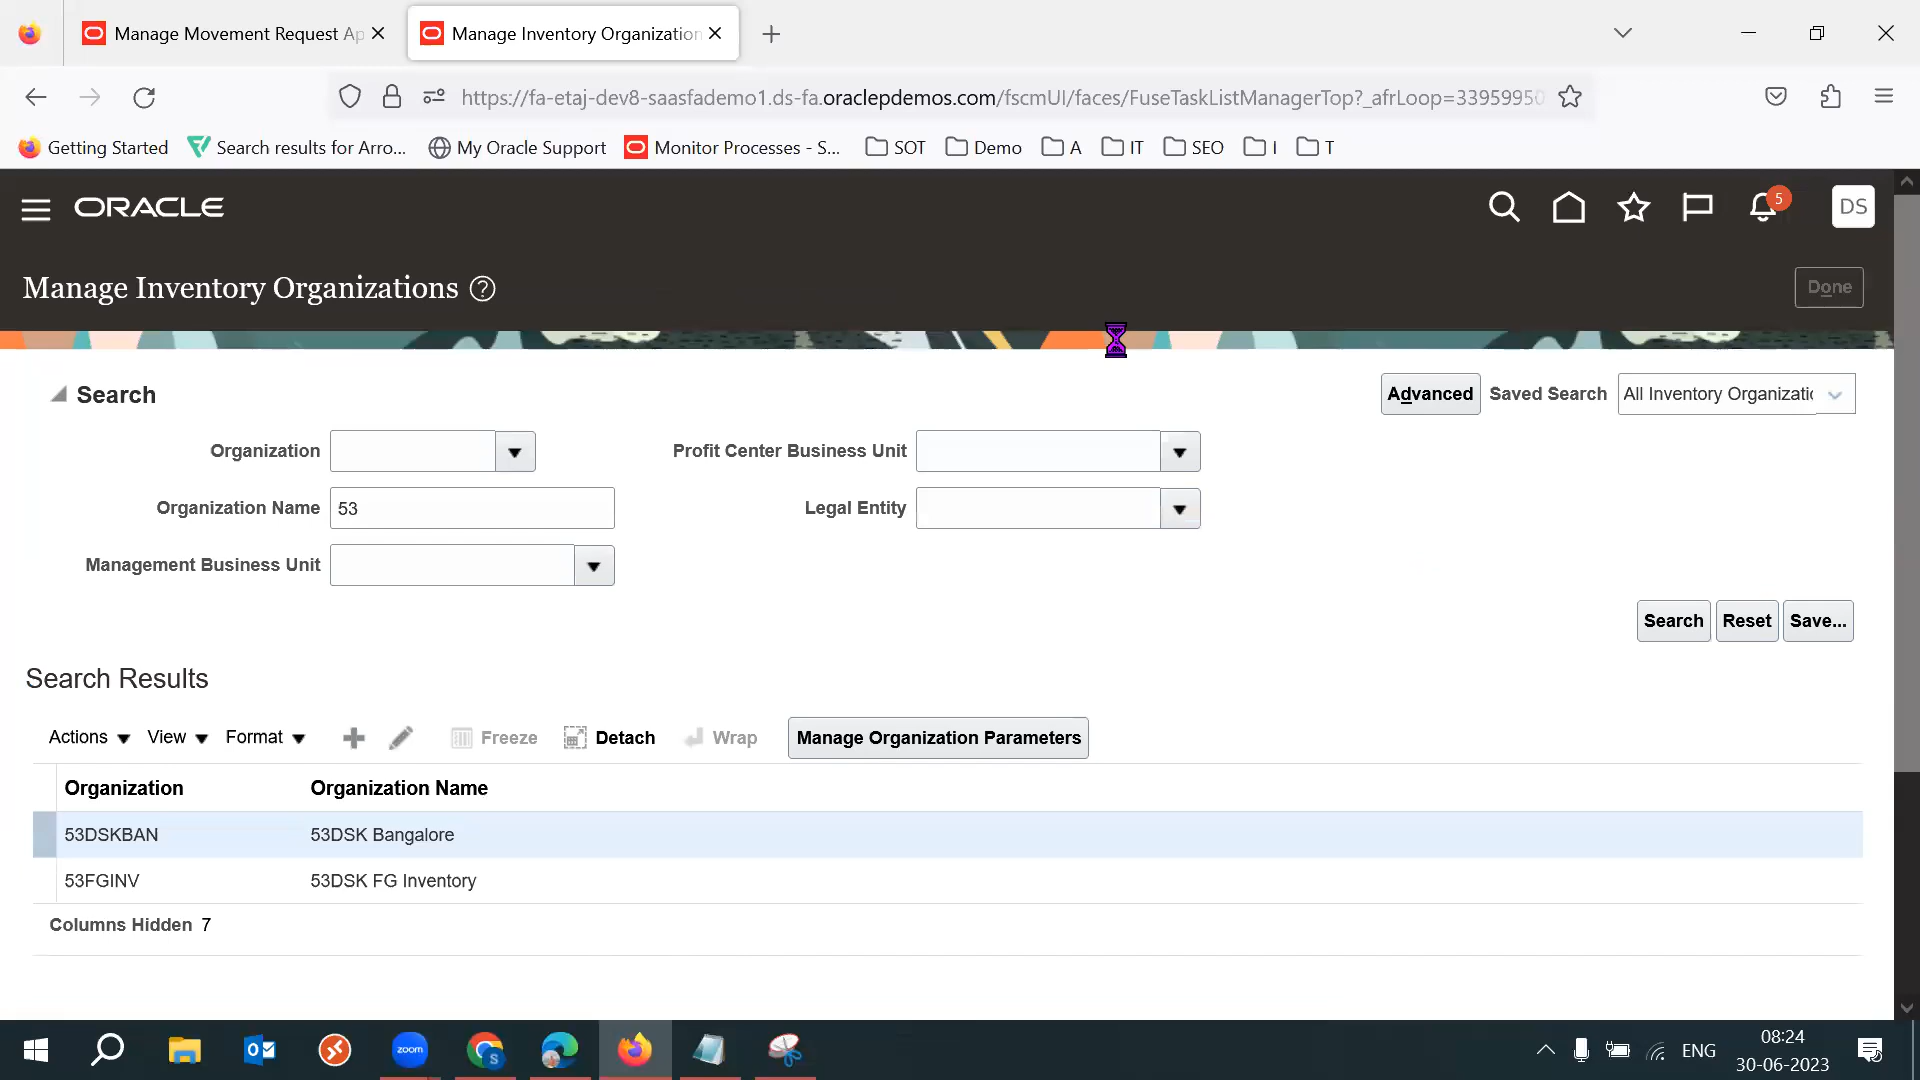 Manage Movement Request Ap
Manage Inventory Organization
https://fa-etaj-dev8-saasfademo1.ds-fa.oraclepdemos.com/fscmUI/faces/FuseTaskListManagerTop?_afrLoop=33959950
Getting Started
Search results for Arro...
My Oracle Support
Monitor Processes - S...
SOT
Demo
A
IT
SEO
I
T
ORACLE
5
DS
Manage Inventory Organizations
Done
Search
Advanced
Saved Search
All Inventory Organizatic
Organization
Profit Center Business Unit
Organization Name 53
Legal Entity
Management Business Unit
Search
Reset
Save...
Search Results
Actions
View
Format
Freeze
Detach
Wrap
Manage Organization Parameters
Organization Organization Name
53DSKBAN 53DSK Bangalore
53FGINV 53DSK FG Inventory
Columns Hidden 7
zoom
S
ENG
08:24
30-06-2023